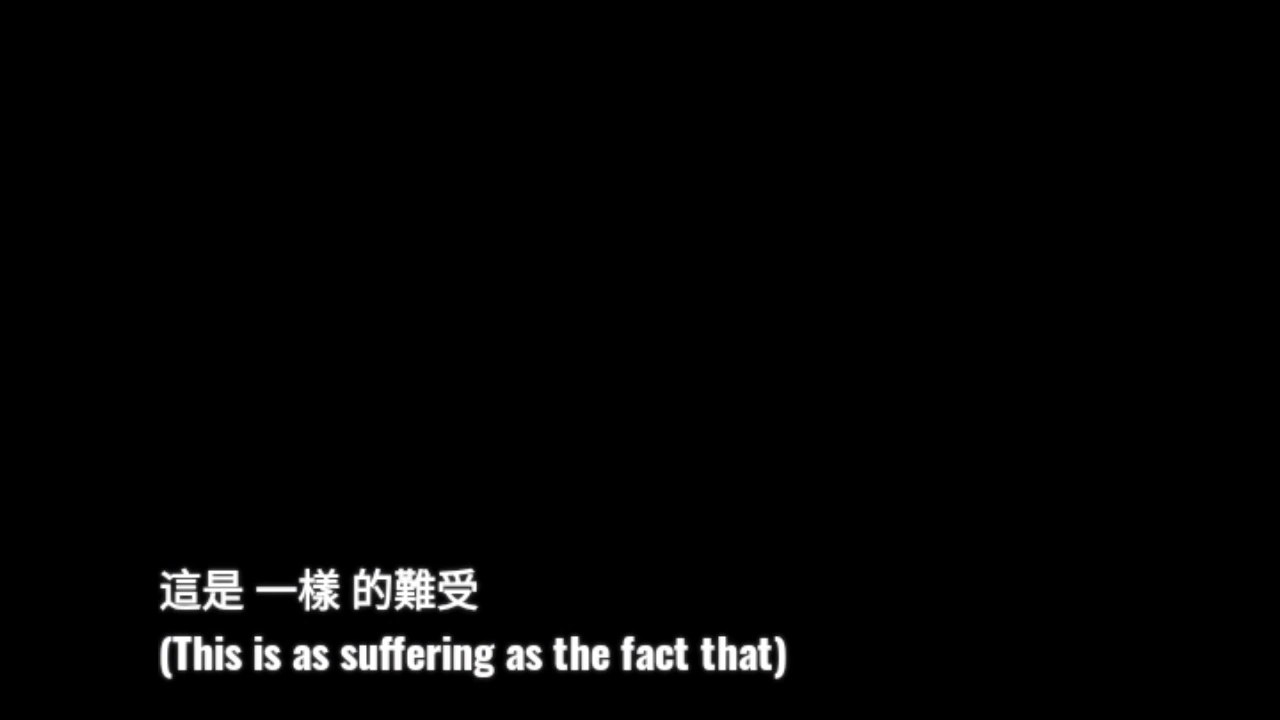 這是 一樣 的難受
(This is as suffering as the fact that)